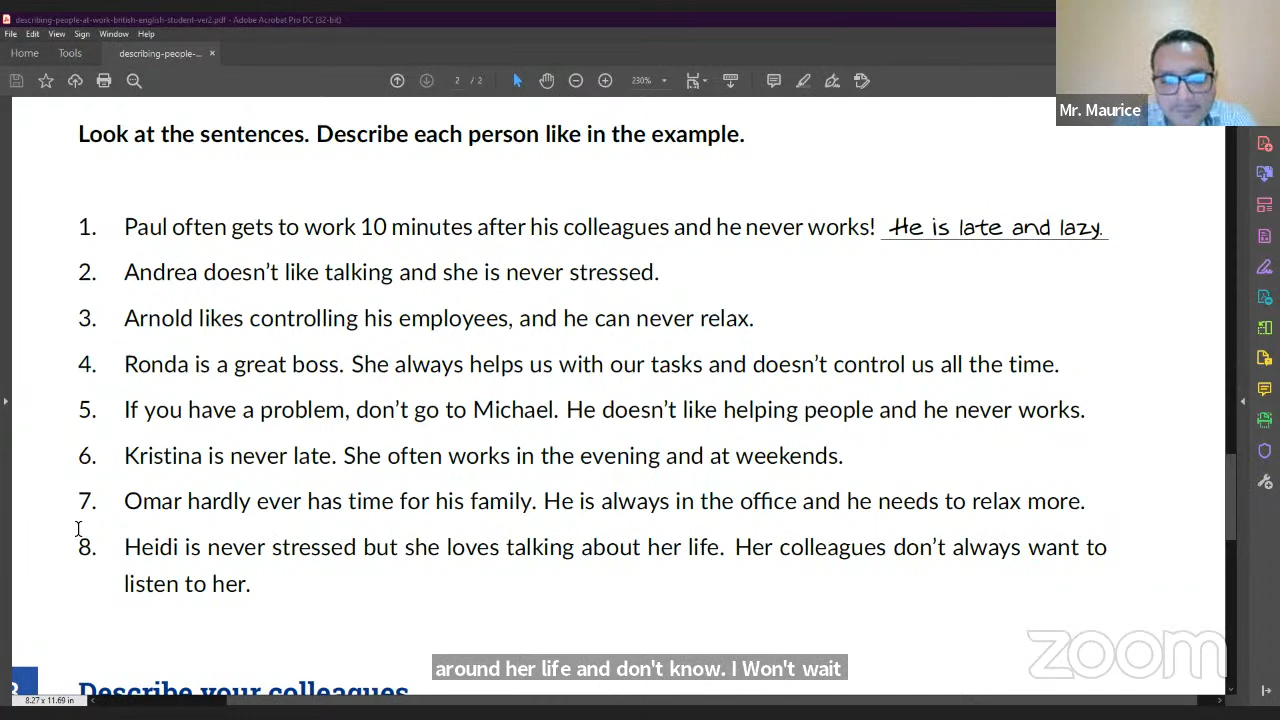 describing-people-at-work-british-english-student-ver2.pdf - Adobe Acrobat Pro DC (32-bit)
File Edit View Sign Window Help
Home Tools describing-people-... ×
2 / 2 230%
Mr. Maurice
Look at the sentences. Describe each person like in the example.
1. Paul often gets to work 10 minutes after his colleagues and he never works! He is late and lazy.
2. Andrea doesn’t like talking and she is never stressed.
3. Arnold likes controlling his employees, and he can never relax.
4. Ronda is a great boss. She always helps us with our tasks and doesn’t control us all the time.
5. If you have a problem, don’t go to Michael. He doesn’t like helping people and he never works.
6. Kristina is never late. She often works in the evening and at weekends.
7. Omar hardly ever has time for his family. He is always in the office and he needs to relax more.
8. Heidi is never stressed but she loves talking about her life. Her colleagues don’t always want to
listen to her.
zoom
around her life and don't know. I Won't wait
Describe your colleagues
8.27 x 11.69 in